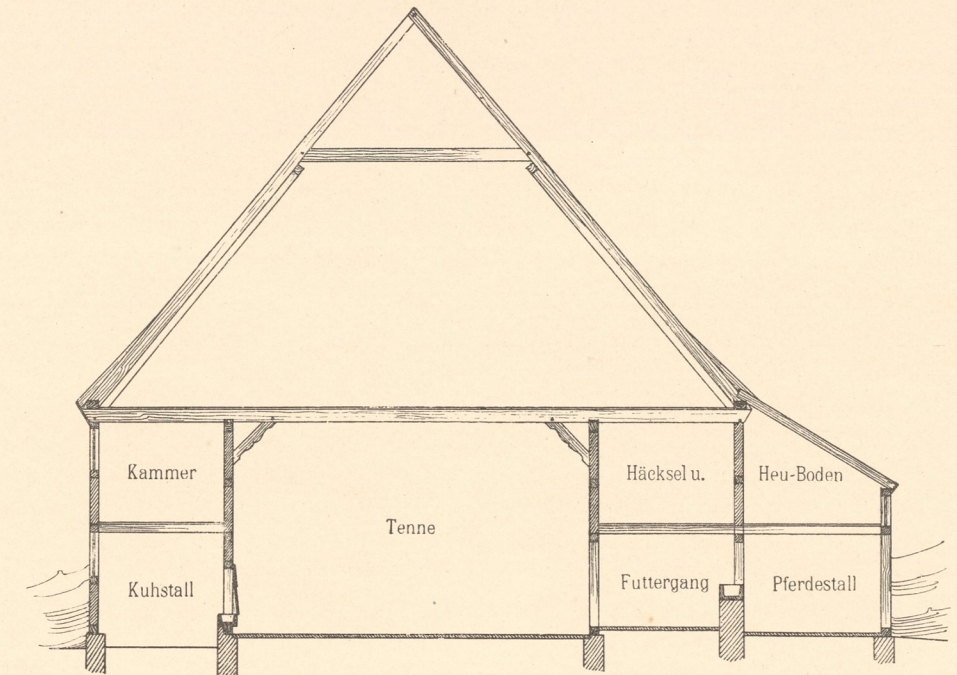 Kammer
Häcksel u. Heu-Boden
Tenne
Kuhstall
Futtergang
Pferdestall